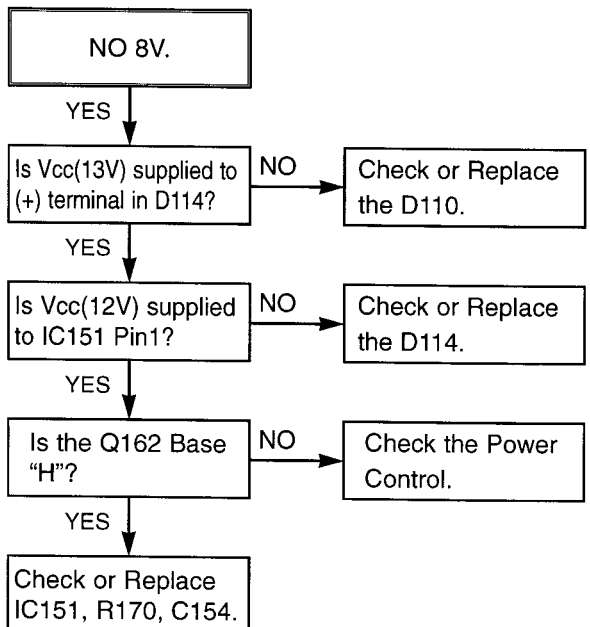 NO 8V.
YES
Is Vcc(13V) supplied to
(+) terminal in D114?
NO
Check or Replace
the D110.
YES
Is Vcc(12V) supplied
to IC151 Pin1?
NO
Check or Replace
the D114.
YES
Is the Q162 Base
“H”?
NO
Check the Power
Control.
YES
Check or Replace
IC151, R170, C154.